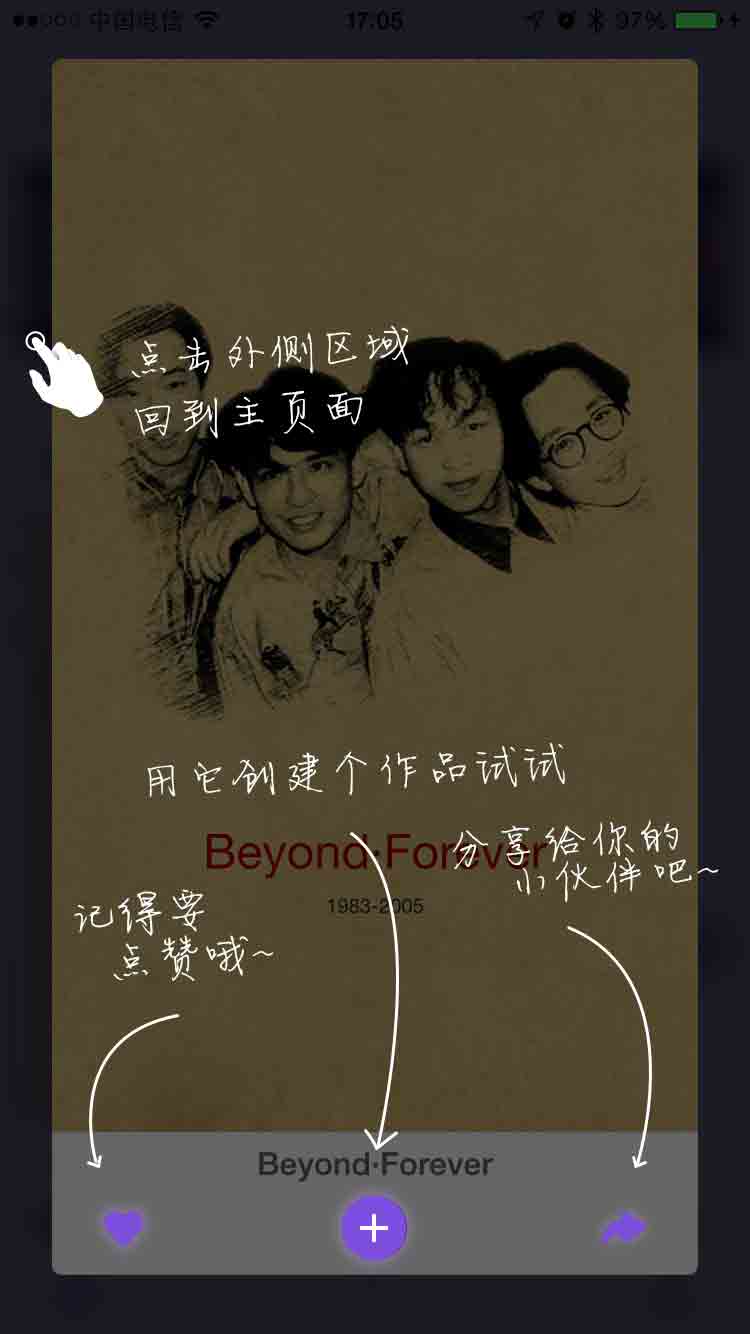 中国电信
17:05
97%
点击外侧区域
回到主页面
用它创建个作品试试
Beyond·Forever
分享给你的
小伙伴吧~
1983-2005
记得要
点赞哦~
Beyond·Forever